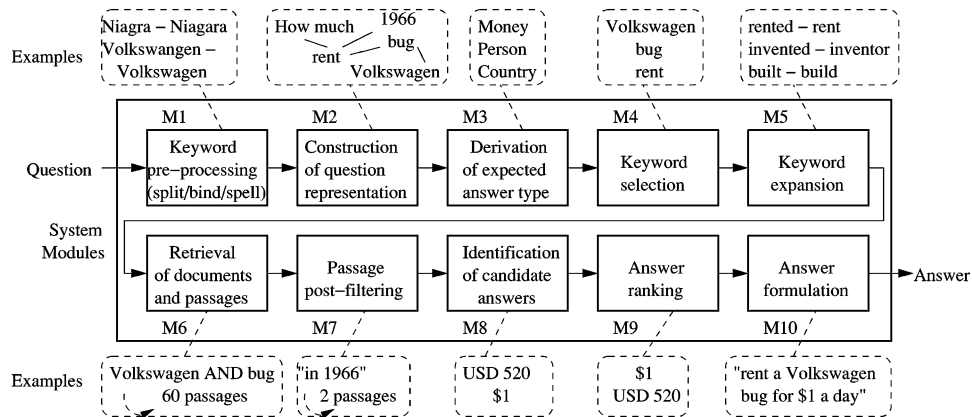 Examples
Niagra – Niagara
Volkswangen –
Volkswagen
How much 1966
rent bug
Volkswagen
Money
Person
Country
Volkswagen
bug
rent
rented – rent
invented – inventor
built – build
Question
System
Modules
M1
Keyword
pre–processing
(split/bind/spell)
M2
Construction
of question
representation
M3
Derivation
of expected
answer type
M4
Keyword
selection
M5
Keyword
expansion
Retrieval
of documents
and passages
M6
Passage
post–filtering
M7
Identification
of candidate
answers
M8
Answer
ranking
M9
Answer
formulation
M10
Answer
Examples
Volkswagen AND bug
60 passages
"in 1966"
2 passages
USD 520
$1
$1
USD 520
"rent a Volkswagen
bug for $1 a day"